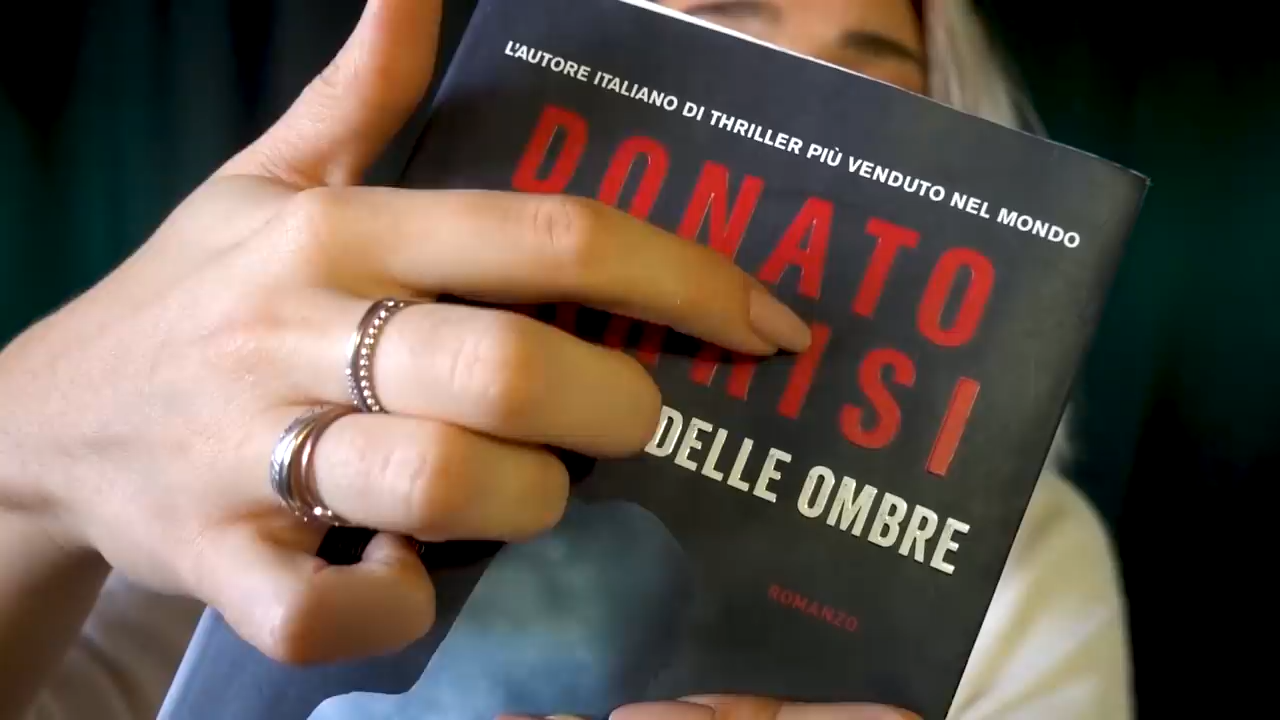 L'AUTORE ITALIANO DI THRILLER PIÙ VENDUTO NEL MONDO
DONATO
DELLE OMBRE
ROMANZO